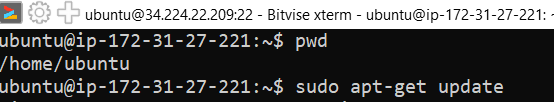 ubuntu@34.224.22.209:22 - Bitvise xterm - ubuntu@ip-172-31-27-221: ~
ubuntu@ip-172-31-27-221:~$ pwd
/home/ubuntu
ubuntu@ip-172-31-27-221:~$ sudo apt-get update